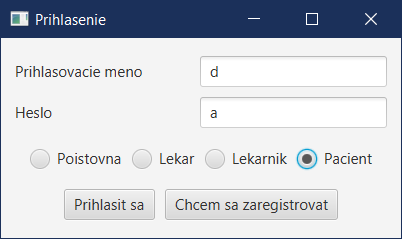 Prihlasenie
Prihlasovacie meno d
Heslo a
Poistovna Lekar Lekarnik Pacient
Prihlasit sa Chcem sa zaregistrovat